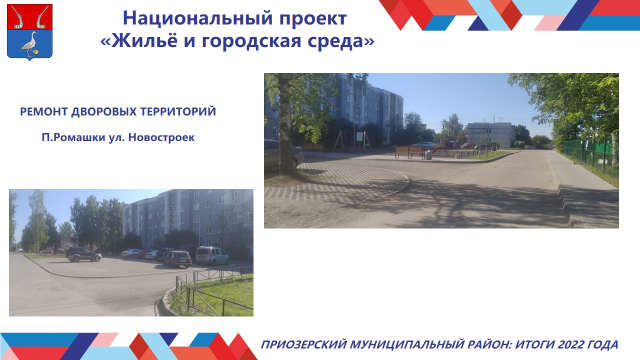 Национальный проект
«Жильё и городская среда»
РЕМОНТ ДВОРОВЫХ ТЕРРИТОРИЙ
П.Ромашки ул. Новостроек
ПРИОЗЕРСКИЙ МУНИЦИПАЛЬНЫЙ РАЙОН: ИТОГИ 2022 ГОДА